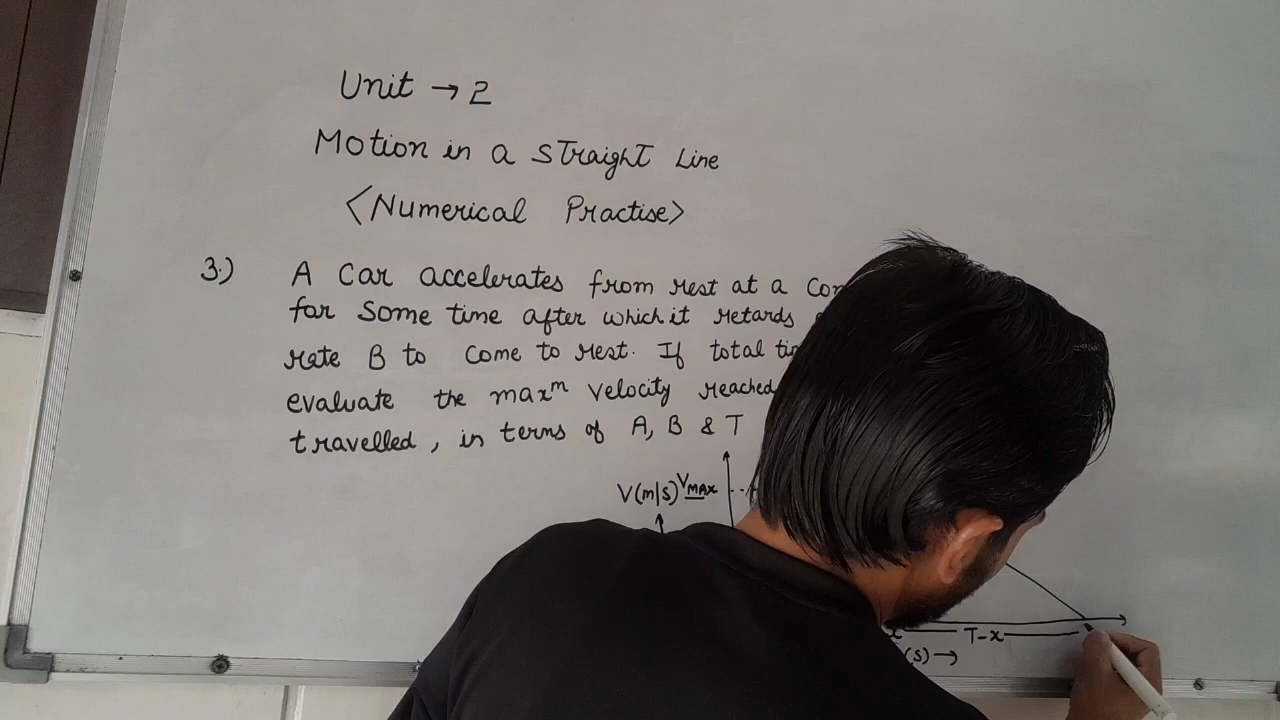 Unit → 2
Motion in a Straight Line
<Numerical Practise>
3.) A Car accelerates from rest at a
for Some time after which it retards
rate B to come to rest. If total
evaluate the maxᵐ velocity reached
travelled, in terms of A, B & T
V(m/s) VMAX
x T-x
(s) →